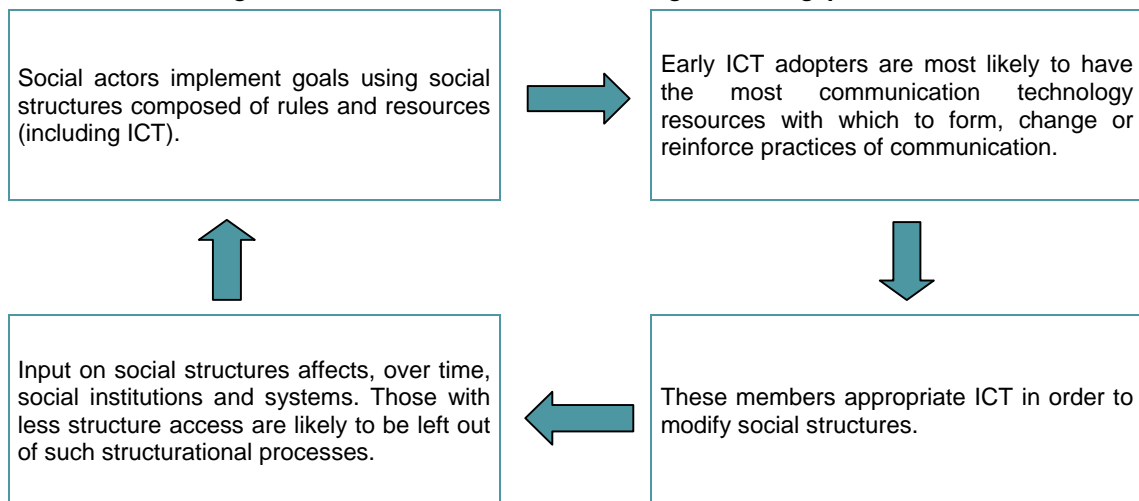 Social actors implement goals using social
structures composed of rules and resources
(including ICT).
Early ICT adopters are most likely to have
the most communication technology
resources with which to form, change or
reinforce practices of communication.
Input on social structures affects, over time,
social institutions and systems. Those with
less structure access are likely to be left out
of such structurational processes.
These members appropriate ICT in order to
modify social structures.